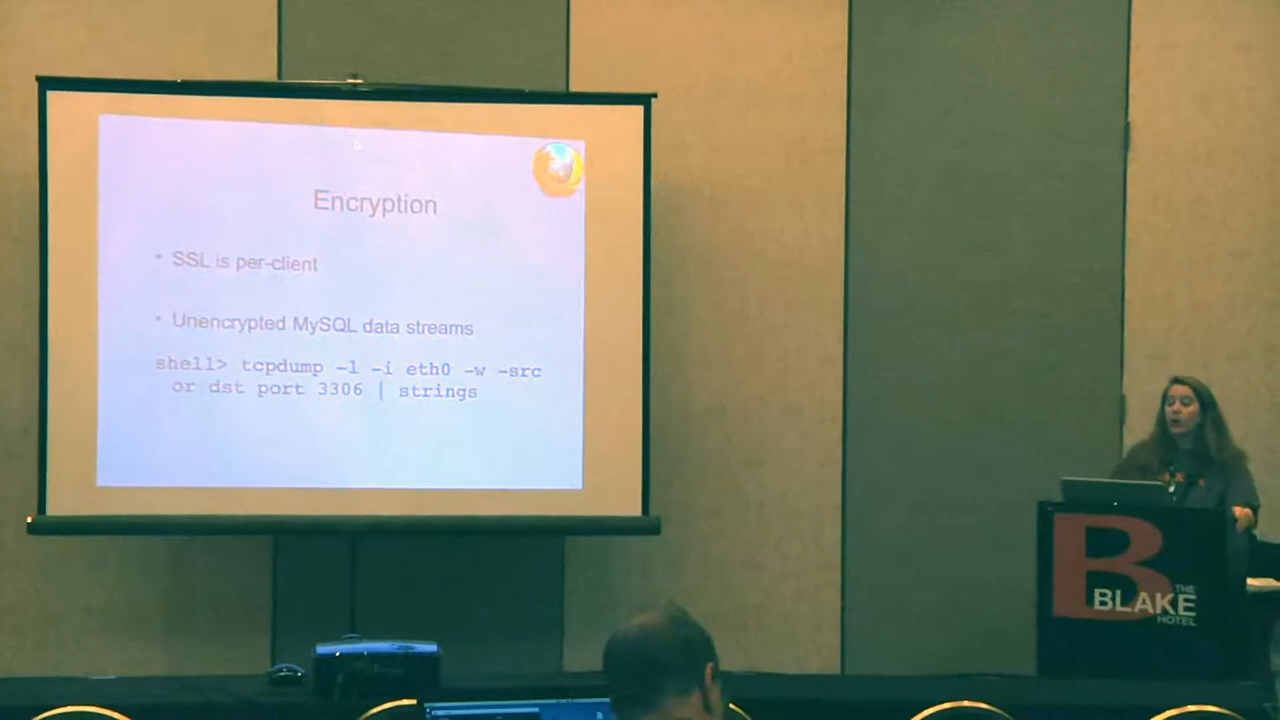 Encryption
• SSL is per-client
• Unencrypted MySQL data streams
shell> tcpdump -l -i eth0 -w -src
or dst port 3306 | strings
B
THE
BLAKE
HOTEL